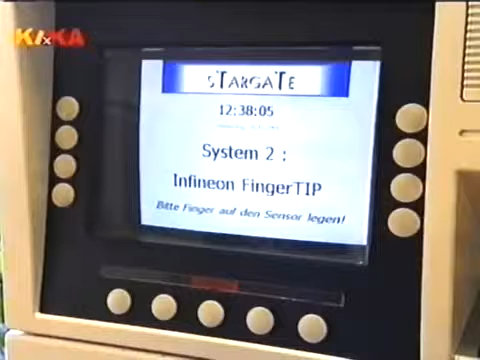 KiKA
sTARGATE
12:38:05
System 2 :
Infineon FingerTIP
Bitte Finger auf den Sensor legen!